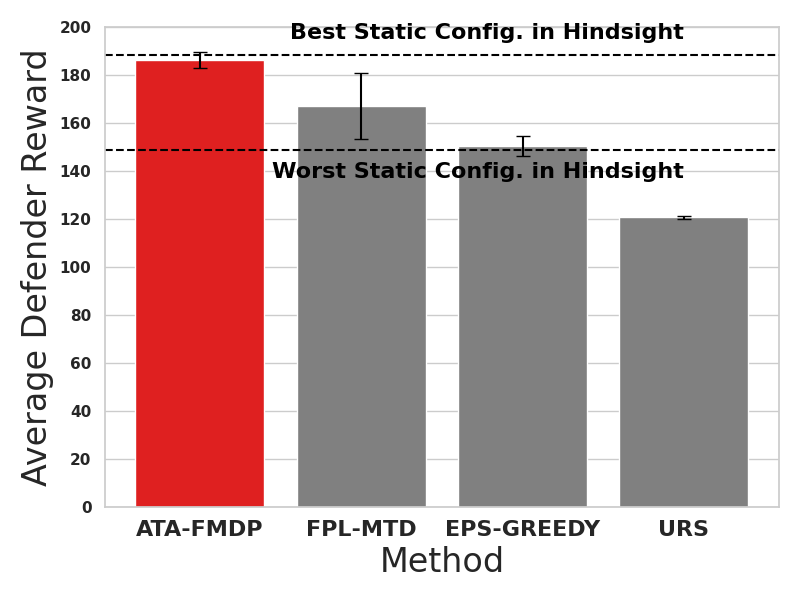 Best Static Config. in Hindsight
Worst Static Config. in Hindsight
200
180
160
140
120
100
80
60
40
20
0
Average Defender Reward
ATA-FMDP FPL-MTD EPS-GREEDY URS
Method